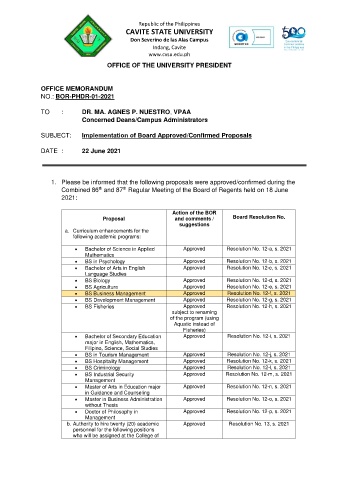 Republic of the Philippines
CAVITE STATE UNIVERSITY
Don Severino de las Alas Campus
Indang, Cavite
www.cvsu.edu.ph
OFFICE OF THE UNIVERSITY PRESIDENT
OFFICE MEMORANDUM
NO.: BOR-PHDR-01-2021
TO : DR. MA. AGNES P. NUESTRO, VPAA
Concerned Deans/Campus Administrators
SUBJECT: Implementation of Board Approved/Confirmed Proposals
DATE : 22 June 2021
1. Please be informed that the following proposals were approved/confirmed during the
Combined 86th and 87th Regular Meeting of the Board of Regents held on 18 June
2021:
Proposal
Action of the BOR
and comments /
suggestions
Board Resolution No.
a. Curriculum enhancements for the
following academic programs:
• Bachelor of Science in Applied Approved Resolution No. 12-a, s. 2021
Mathematics
• BS in Psychology Approved Resolution No. 12-b, s. 2021
• Bachelor of Arts in English Approved Resolution No. 12-c, s. 2021
Language Studies
• BS Biology Approved Resolution No. 12-d, s. 2021
• BS Agriculture Approved Resolution No. 12-e, s. 2021
• BS Business Management Approved Resolution No. 12-f, s. 2021
• BS Development Management Approved Resolution No. 12-g, s. 2021
• BS Fisheries Approved Resolution No. 12-h, s. 2021
subject to renaming
of the program (using
Aquatic instead of
Fisheries)
• Bachelor of Secondary Education Approved Resolution No. 12-i, s. 2021
major in English, Mathematics,
Filipino, Science, Social Studies
• BS in Tourism Management Approved Resolution No. 12-j, s. 2021
• BS Hospitality Management Approved Resolution No. 12-k, s. 2021
• BS Criminology Approved Resolution No. 12-l, s. 2021
• BS Industrial Security Approved Resolution No. 12-m, s. 2021
Management
• Master of Arts in Education major Approved Resolution No. 12-n, s. 2021
in Guidance and Counseling
• Master in Business Administration Approved Resolution No. 12-o, s. 2021
without Thesis
• Doctor of Philosophy in Approved Resolution No. 12-p, s. 2021
Management
b. Authority to hire twenty (20) academic Approved Resolution No. 13, s. 2021
personnel for the following positions
who will be assigned at the College of